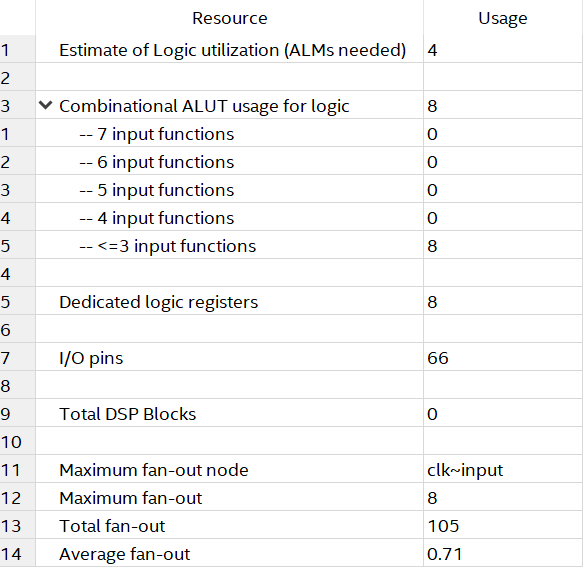 Resource Usage
1 Estimate of Logic utilization (ALMs needed) 4
2
3 Combinational ALUT usage for logic 8
1 -- 7 input functions 0
2 -- 6 input functions 0
3 -- 5 input functions 0
4 -- 4 input functions 0
5 -- <=3 input functions 8
4
5 Dedicated logic registers 8
6
7 I/O pins 66
8
9 Total DSP Blocks 0
10
11 Maximum fan-out node clk~input
12 Maximum fan-out 8
13 Total fan-out 105
14 Average fan-out 0.71